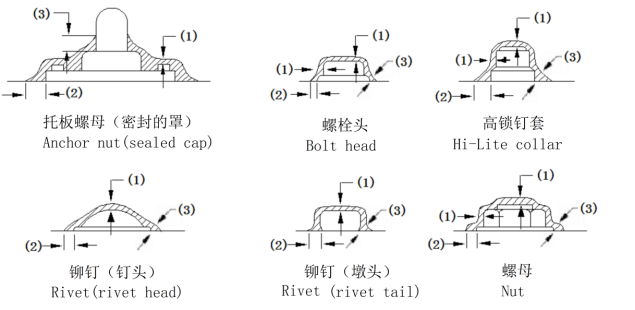 (3)
(1)
(2)
托板螺母（密封的罩）
Anchor nut(sealed cap)
(1)
(1)
(3)
(2)
螺栓头
Bolt head
(1)
(1)
(3)
(2)
高锁钉套
Hi-Lite collar
(1)
(3)
(2)
铆钉（钉头）
Rivet(rivet head)
(1)
(3)
(2)
铆钉（墩头）
Rivet (rivet tail)
(1)
(1)
(3)
(2)
螺母
Nut